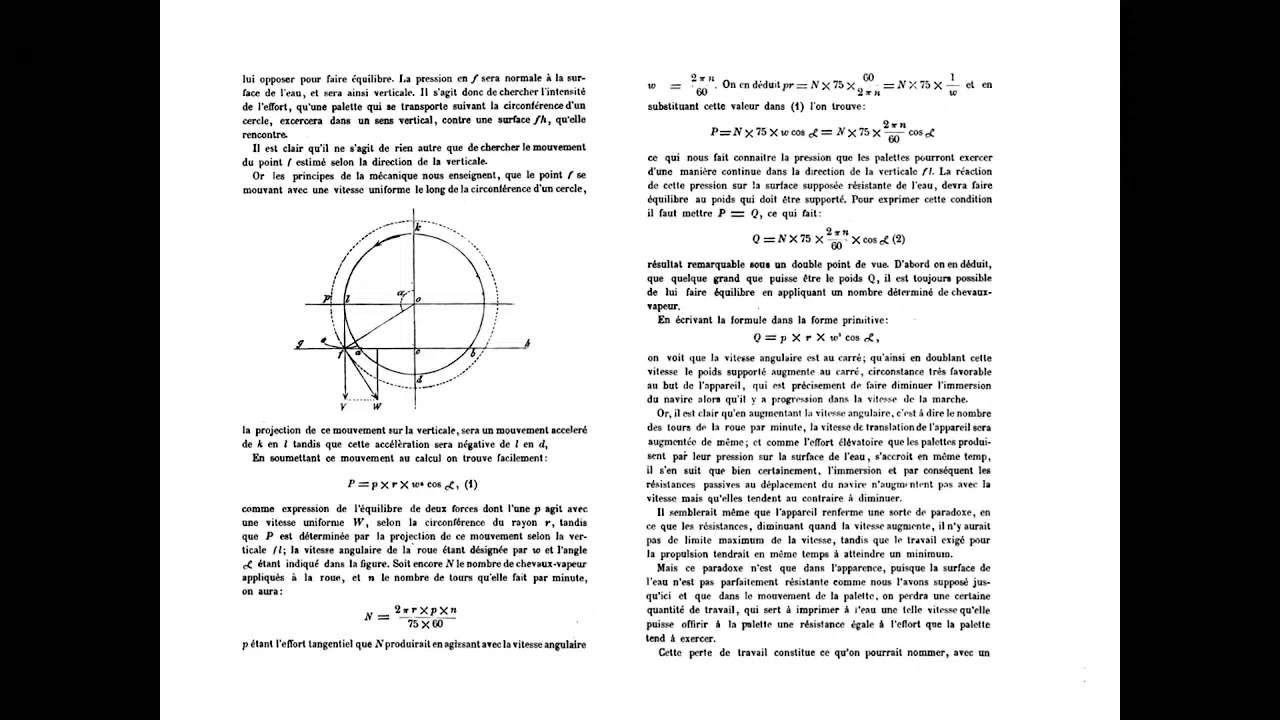 lui opposer pour faire équilibre. La pression en f sera normale à la sur-
face de l'eau, et sera ainsi verticale. Il s'agit donc de chercher l'intensité
de l'effort, qu'une palette qui se transporte suivant la circonférence d'un
cercle, excercera dans un sens vertical, contre une surface fh, qu'elle
rencontre.
Il est clair qu'il ne s'agit de rien autre que de chercher le mouvement
du point f estimé selon la direction de la verticale.
Or les principes de la mécanique nous enseignent, que le point f se
mouvant avec une vitesse uniforme le long de la circonférence d'un cercle,
k
p l α o
g e f a c b h
d
V W
la projection de ce mouvement sur la verticale, sera un mouvement acceleré
de k en l tandis que cette accélèration sera négative de l en d,
En soumettant ce mouvement au calcul on trouve facilement:
P = p × r × w² cos ℒ, (1)
comme expression de l'équilibre de deux forces dont l'une p agit avec
une vitesse uniforme W, selon la circonférence du rayon r, tandis
que P est déterminée par la projection de ce mouvement selon la ver-
ticale fl; la vitesse angulaire de la roue étant désignée par w et l'angle
ℒ étant indiqué dans la figure. Soit encore N le nombre de chevaux-vapeur
appliqués à la roue, et n le nombre de tours qu'elle fait par minute,
on aura:
N = 2 π r × p × n / 75 × 60
p étant l'effort tangentiel que N produirait en agissant avec la vitesse angulaire
w = 2 π n / 60. On en déduit pr = N × 75 × 60 / 2 π n = N × 75 × 1 / w et en
substituant cette valeur dans (1) l'on trouve:
P = N × 75 × w cos ℒ = N × 75 × 2 π n / 60 cos ℒ
ce qui nous fait connaitre la pression que les palettes pourront exercer
d'une manière continue dans la direction de la verticale fl. La réaction
de cette pression sur la surface supposée résistante de l'eau, devra faire
équilibre au poids qui doit être supporté. Pour exprimer cette condition
il faut mettre P = Q, ce qui fait:
Q = N × 75 × 2 π n / 60 × cos ℒ (2)
résultat remarquable sous un double point de vue. D'abord on en déduit,
que quelque grand que puisse être le poids Q, il est toujours possible
de lui faire équilibre en appliquant un nombre déterminé de chevaux-
vapeur.
En écrivant la formule dans la forme primitive:
Q = p × r × w² cos ℒ,
on voit que la vitesse angulaire est au carré; qu'ainsi en doublant cette
vitesse le poids supporté augmente au carré, circonstance très favorable
au but de l'appareil, qui est précisement de faire diminuer l'immersion
du navire alors qu'il y a progression dans la vitesse de la marche.
Or, il est clair qu'en augmentant la vitesse angulaire, c'est à dire le nombre
des tours de la roue par minute, la vitesse de translation de l'appareil sera
augmentée de même; et comme l'effort élévatoire que les palettes produi-
sent par leur pression sur la surface de l'eau, s'accroit en même temp,
il s'en suit que bien certainement, l'immersion et par conséquent les
résistances passives au déplacement du navire n'augmentent pas avec la
vitesse mais qu'elles tendent au contraire à diminuer.
Il semblerait même que l'appareil renferme une sorte de paradoxe, en
ce que les résistances, diminuant quand la vitesse augmente, il n'y aurait
pas de limite maximum de la vitesse, tandis que le travail exigé pour
la propulsion tendrait en même temps à atteindre un minimum.
Mais ce paradoxe n'est que dans l'apparence, puisque la surface de
l'eau n'est pas parfaitement résistante comme nous l'avons supposé jus-
qu'ici et que dans le mouvement de la palette, on perdra une certaine
quantité de travail, qui sert à imprimer à l'eau une telle vitesse qu'elle
puisse offirir à la palette une résistance égale à l'effort que la palette
tend à exercer.
Cette perte de travail constitue ce qu'on pourrait nommer, avec un